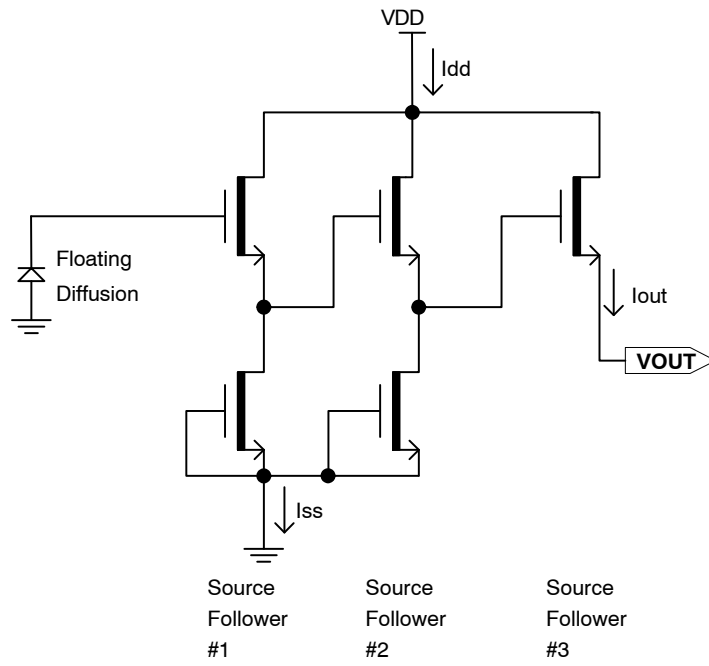 VDD
Idd
Floating
Diffusion
Iout
VOUT
Iss
Source
Follower
#1
Source
Follower
#2
Source
Follower
#3